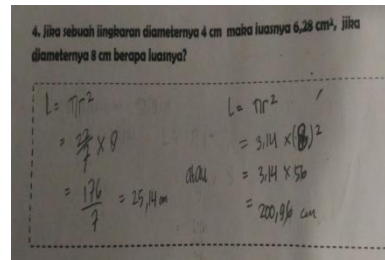 4. Jika sebuah lingkaran diameternya 4 cm maka luasnya 6,28 cm², jika
diameternya 8 cm berapa luasnya?
L = πr²
= 22/7 × 8
= 176/7 = 25,14 cm
atau
L = πr²
= 3,14 × (8)²
= 3,14 × 56
= 200,96 cm